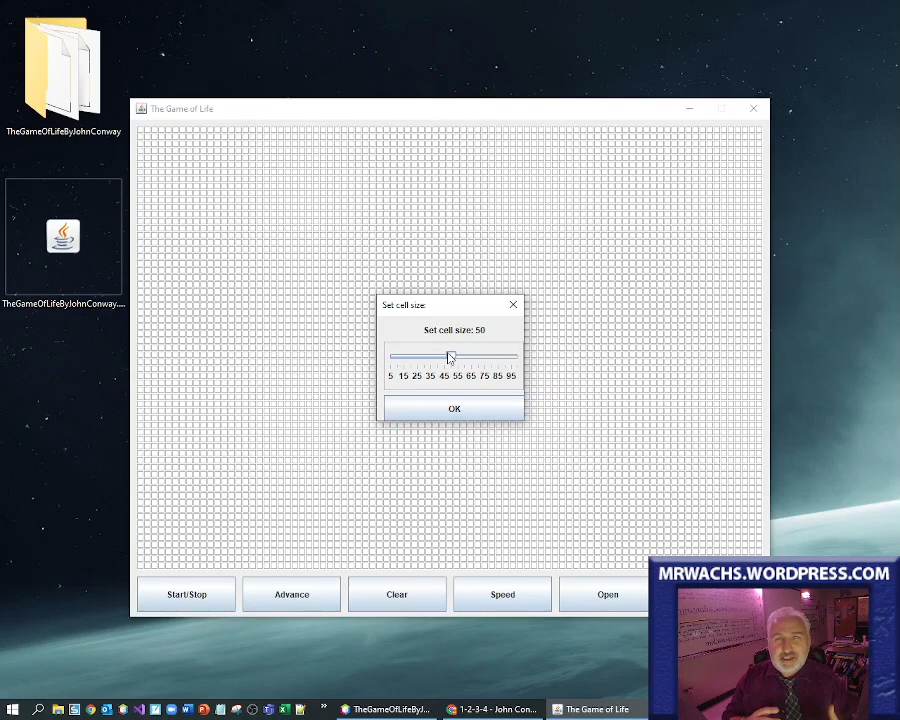 TheGameOfLifeByJohnConway
TheGameOfLifeByJohnConway....
The Game of Life
Set cell size:
Set cell size: 50
5 15 25 35 45 55 65 75 85 95
OK
Start/Stop
Advance
Clear
Speed
Open
MRWACHS.WORDPRESS.COM
TheGameOfLifeByJ...
1-2-3-4 - John Con...
The Game of Life